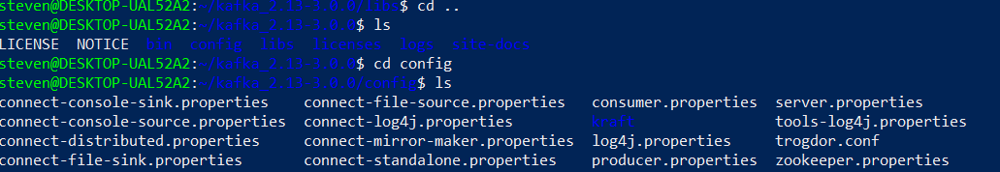 steven@DESKTOP-UAL52A2:~/kafka_2.13-3.0.0/libs$ cd ..
steven@DESKTOP-UAL52A2:~/kafka_2.13-3.0.0$ ls
LICENSE NOTICE bin config libs licenses logs site-docs
steven@DESKTOP-UAL52A2:~/kafka_2.13-3.0.0$ cd config
steven@DESKTOP-UAL52A2:~/kafka_2.13-3.0.0/config$ ls
connect-console-sink.properties connect-file-source.properties consumer.properties server.properties
connect-console-source.properties connect-log4j.properties kraft tools-log4j.properties
connect-distributed.properties connect-mirror-maker.properties log4j.properties trogdor.conf
connect-file-sink.properties connect-standalone.properties producer.properties zookeeper.properties